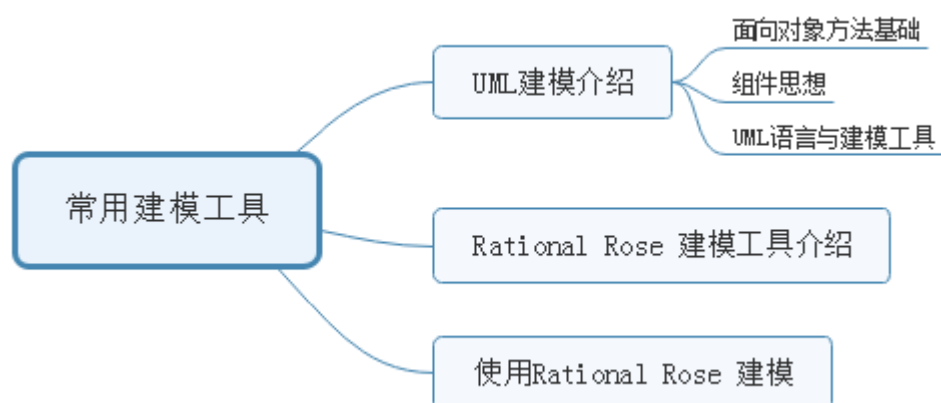 常用建模工具
UML建模介绍
面向对象方法基础
组件思想
UML语言与建模工具
Rational Rose 建模工具介绍
使用Rational Rose 建模